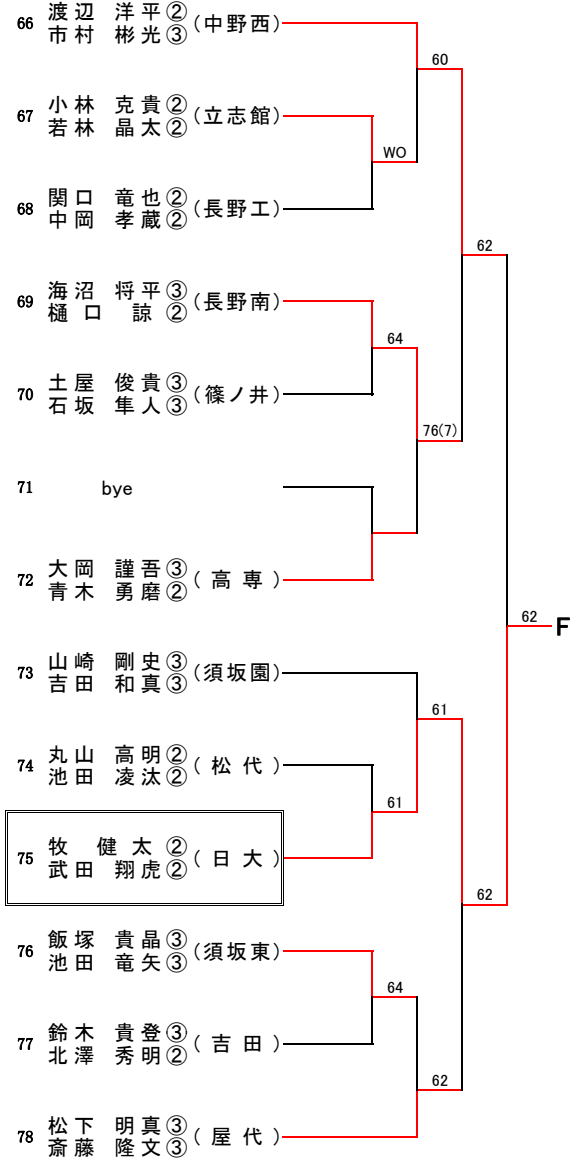 66 渡辺 洋平② (中野西)
市村 彬光③
60
67 小林 克貴② (立志館)
若林 晶太②
WO
68 関口 竜也② (長野工)
中岡 孝蔵②
62
69 海沼 将平③ (長野南)
樋口 諒②
64
70 土屋 俊貴③ (篠ノ井)
石坂 隼人③
76(7)
71 bye
72 大岡 謹吾③ (高専)
青木 勇磨②
62 F
73 山崎 剛史③ (須坂園)
吉田 和真③
61
74 丸山 高明② (松代)
池田 凌汰②
61
75 牧 健太② (日大)
武田 翔虎②
62
76 飯塚 貴晶③ (須坂東)
池田 竜矢③
64
77 鈴木 貴登③ (吉田)
北澤 秀明②
62
78 松下 明真③ (屋代)
斎藤 隆文③